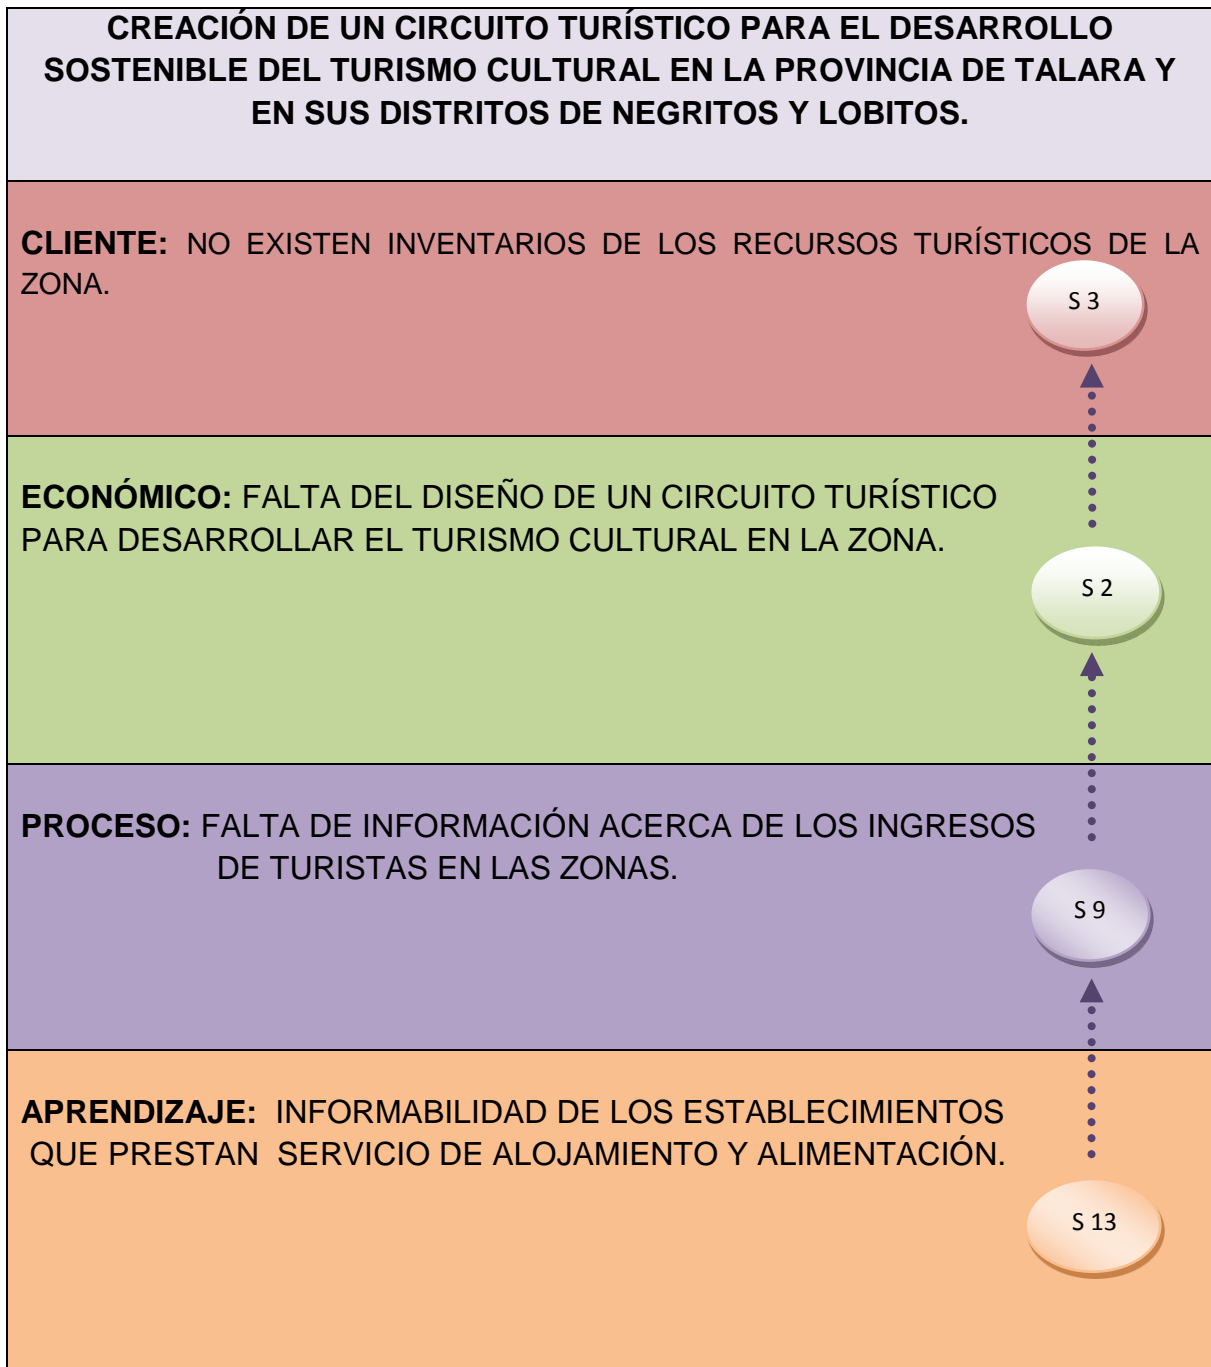 CREACIÓN DE UN CIRCUITO TURÍSTICO PARA EL DESARROLLO
SOSTENIBLE DEL TURISMO CULTURAL EN LA PROVINCIA DE TALARA Y
EN SUS DISTRITOS DE NEGRITOS Y LOBITOS.
CLIENTE: NO EXISTEN INVENTARIOS DE LOS RECURSOS TURÍSTICOS DE LA
ZONA.
S 3
ECONÓMICO: FALTA DEL DISEÑO DE UN CIRCUITO TURÍSTICO
PARA DESARROLLAR EL TURISMO CULTURAL EN LA ZONA.
S 2
PROCESO: FALTA DE INFORMACIÓN ACERCA DE LOS INGRESOS
DE TURISTAS EN LAS ZONAS.
S 9
APRENDIZAJE: INFORMABILIDAD DE LOS ESTABLECIMIENTOS
QUE PRESTAN SERVICIO DE ALOJAMIENTO Y ALIMENTACIÓN.
S 13